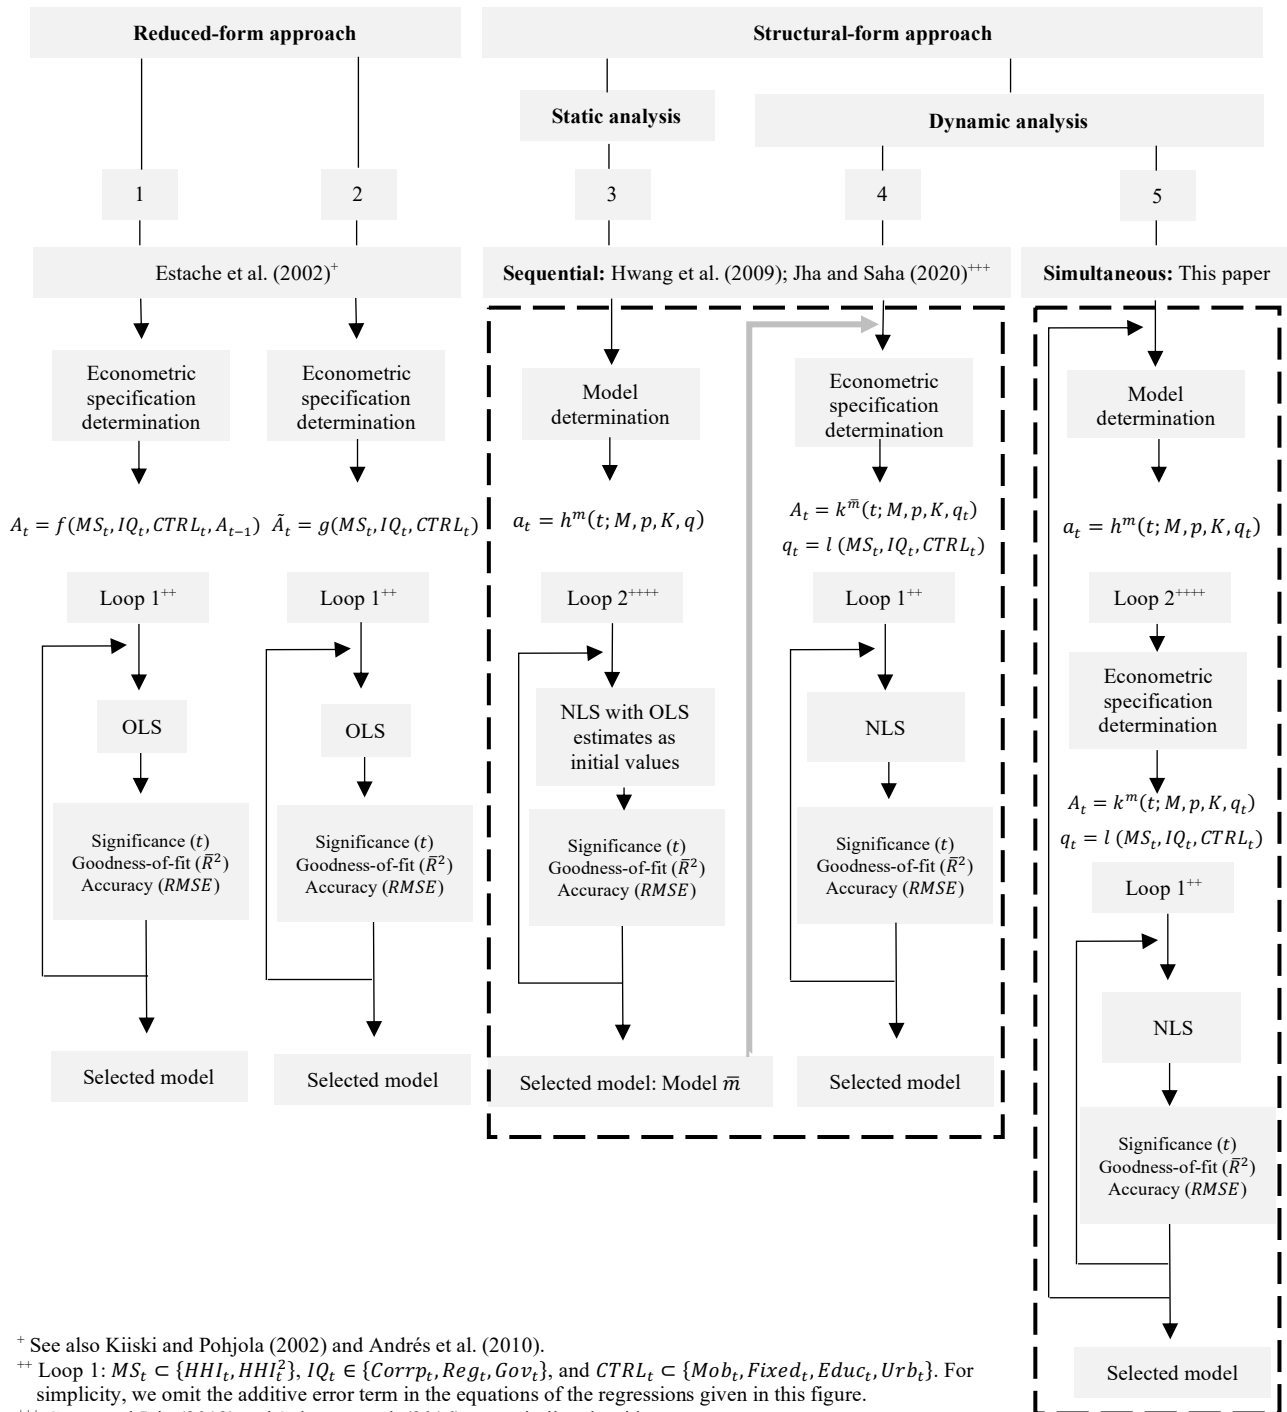 Reduced-form approach
Structural-form approach
Static analysis
Dynamic analysis
1
2
3
4
5
Estache et al. (2002)⁺
Sequential: Hwang et al. (2009); Jha and Saha (2020)⁺⁺⁺
Simultaneous: This paper
Econometric
specification
determination
A_t = f(MS_t, IQ_t, CTRL_t, A_{t−1})
Loop 1⁺⁺
OLS
Significance (t)
Goodness-of-fit (R̄²)
Accuracy (RMSE)
Selected model
Econometric
specification
determination
Ã_t = g(MS_t, IQ_t, CTRL_t)
Loop 1⁺⁺
OLS
Significance (t)
Goodness-of-fit (R̄²)
Accuracy (RMSE)
Selected model
Model
determination
a_t = h^m(t; M, p, K, q)
Loop 2⁺⁺⁺⁺
NLS with OLS
estimates as
initial values
Significance (t)
Goodness-of-fit (R̄²)
Accuracy (RMSE)
Selected model: Model m̄
Econometric
specification
determination
A_t = k^m̄(t; M, p, K, q_t)
q_t = l (MS_t, IQ_t, CTRL_t)
Loop 1⁺⁺
NLS
Significance (t)
Goodness-of-fit (R̄²)
Accuracy (RMSE)
Selected model
Model
determination
a_t = h^m(t; M, p, K, q_t)
Loop 2⁺⁺⁺⁺
Econometric
specification
determination
A_t = k^m(t; M, p, K, q_t)
q_t = l (MS_t, IQ_t, CTRL_t)
Loop 1⁺⁺
NLS
Significance (t)
Goodness-of-fit (R̄²)
Accuracy (RMSE)
Selected model
⁺ See also Kiiski and Pohjola (2002) and Andrés et al. (2010).
⁺⁺ Loop 1: MS_t ⊂ {HHI_t, HHI_t²}, IQ_t ∈ {Corrp_t, Reg_t, Gov_t}, and CTRL_t ⊂ {Mob_t, Fixed_t, Educ_t, Urb_t}. For
simplicity, we omit the additive error term in the equations of the regressions given in this figure.